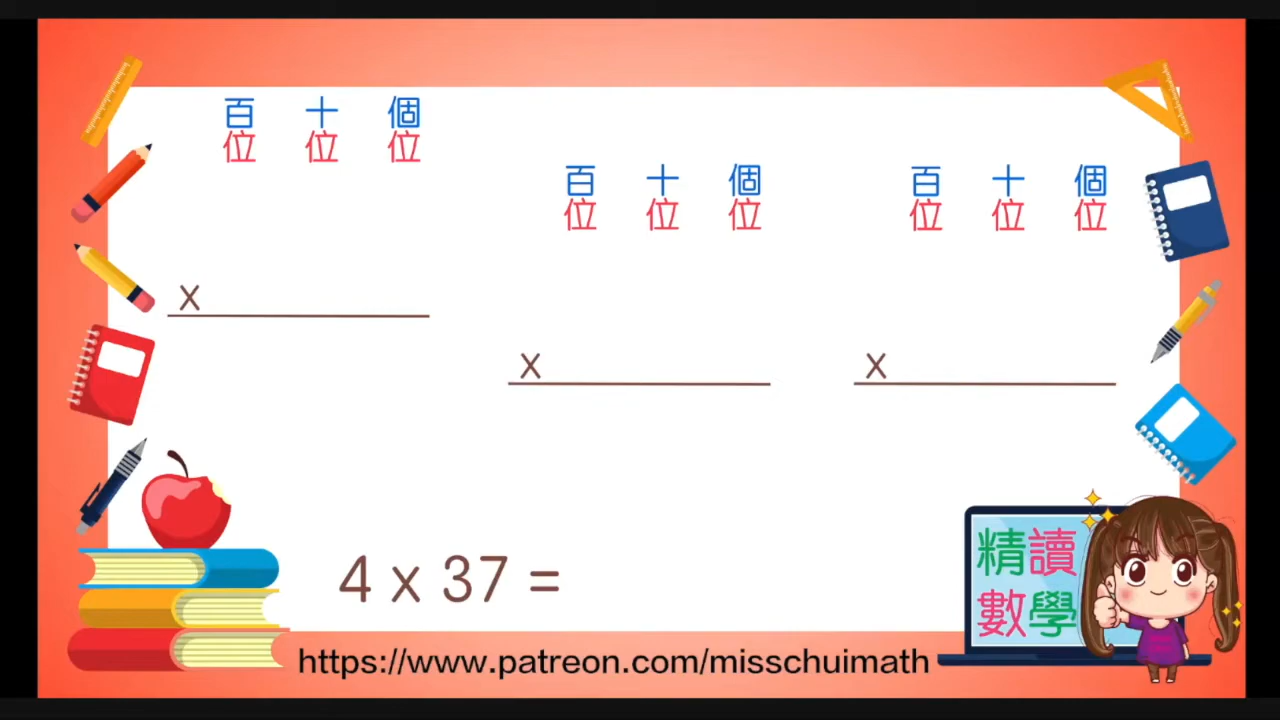 百 十 個
位 位 位
百 十 個
位 位 位
百 十 個
位 位 位
x
x
x
4 x 37 =
精讀
數學
https://www.patreon.com/misschuimath